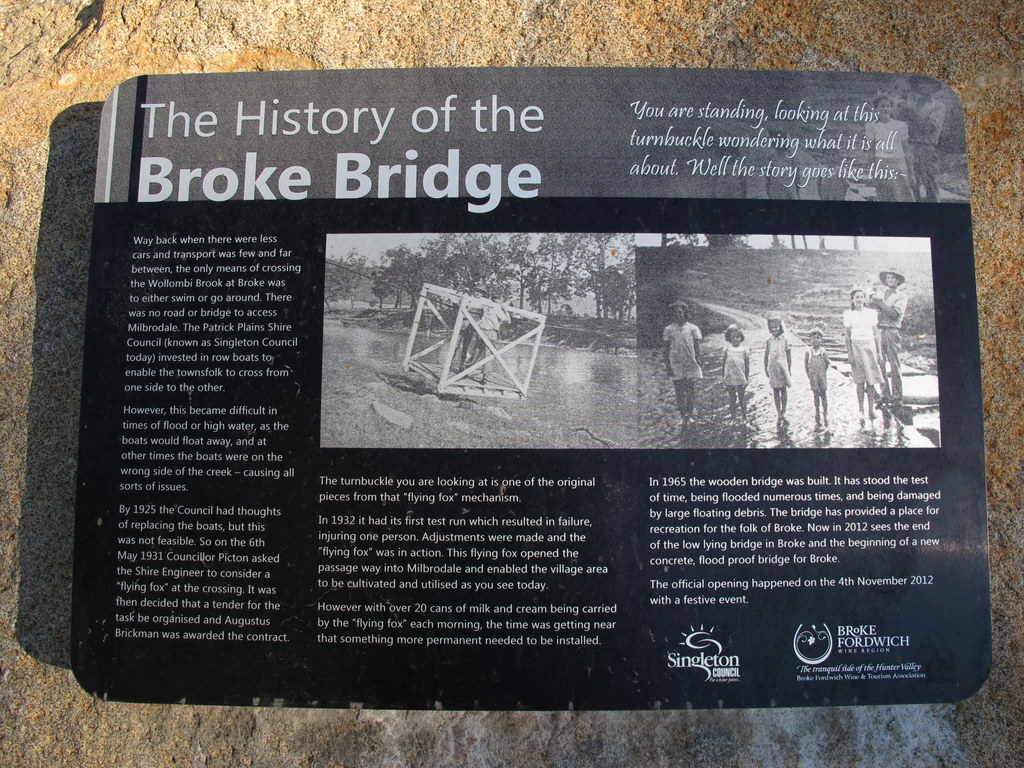 The History of the
Broke Bridge
You are standing, looking at this
turnbuckle wondering what it is all
about. Well the story goes like this:-
Way back when there were less
cars and transport was few and far
between, the only means of crossing
the Wollombi Brook at Broke was
to either swim or go around. There
was no road or bridge to access
Milbrodale. The Patrick Plains Shire
Council (known as Singleton Council
today) invested in row boats to
enable the townsfolk to cross from
one side to the other.
However, this became difficult in
times of flood or high water, as the
boats would float away, and at
other times the boats were on the
wrong side of the creek – causing all
sorts of issues.
By 1925 the Council had thoughts
of replacing the boats, but this
was not feasible. So on the 6th
May 1931 Councillor Picton asked
the Shire Engineer to consider a
"flying fox" at the crossing. It was
then decided that a tender for the
task be organised and Augustus
Brickman was awarded the contract.
The turnbuckle you are looking at is one of the original
pieces from that "flying fox" mechanism.
In 1932 it had its first test run which resulted in failure,
injuring one person. Adjustments were made and the
"flying fox" was in action. This flying fox opened the
passage way into Milbrodale and enabled the village area
to be cultivated and utilised as you see today.
However with over 20 cans of milk and cream being carried
by the "flying fox" each morning, the time was getting near
that something more permanent needed to be installed.
In 1965 the wooden bridge was built. It has stood the test
of time, being flooded numerous times, and being damaged
by large floating debris. The bridge has provided a place for
recreation for the folk of Broke. Now in 2012 sees the end
of the low lying bridge in Broke and the beginning of a new
concrete, flood proof bridge for Broke.
The official opening happened on the 4th November 2012
with a festive event.
Singleton
COUNCIL
For a better future...
BROKE
FORDWICH
WINE REGION
The tranquil side of the Hunter Valley
Broke Fordwich Wine & Tourism Association